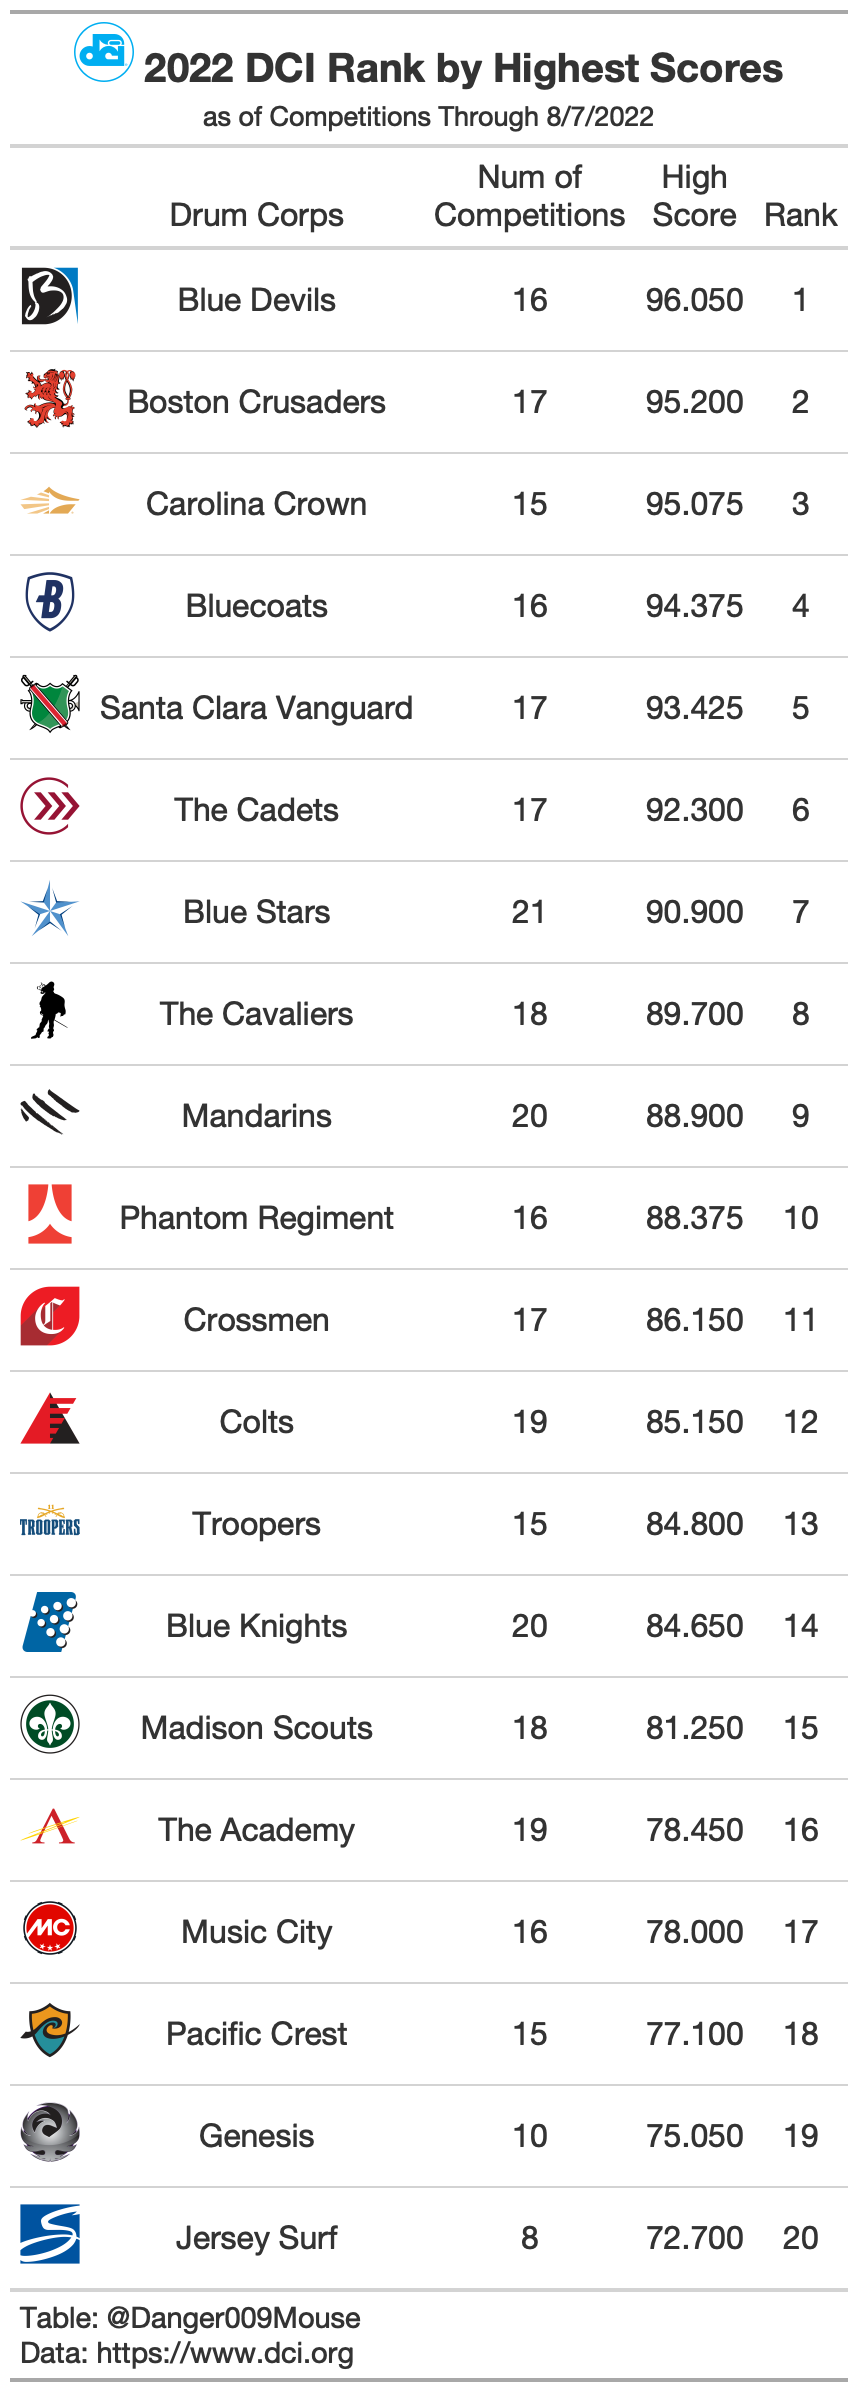 dci 2022 DCI Rank by Highest Scores
as of Competitions Through 8/7/2022
Num of High
Drum Corps Competitions Score Rank
B Blue Devils 16 96.050 1
Boston Crusaders 17 95.200 2
Carolina Crown 15 95.075 3
B Bluecoats 16 94.375 4
Santa Clara Vanguard 17 93.425 5
The Cadets 17 92.300 6
Blue Stars 21 90.900 7
The Cavaliers 18 89.700 8
Mandarins 20 88.900 9
Phantom Regiment 16 88.375 10
C Crossmen 17 86.150 11
Colts 19 85.150 12
TROOPERS Troopers 15 84.800 13
Blue Knights 20 84.650 14
Madison Scouts 18 81.250 15
A The Academy 19 78.450 16
MC Music City 16 78.000 17
Pacific Crest 15 77.100 18
Genesis 10 75.050 19
S Jersey Surf 8 72.700 20
Table: @Danger009Mouse
Data: https://www.dci.org